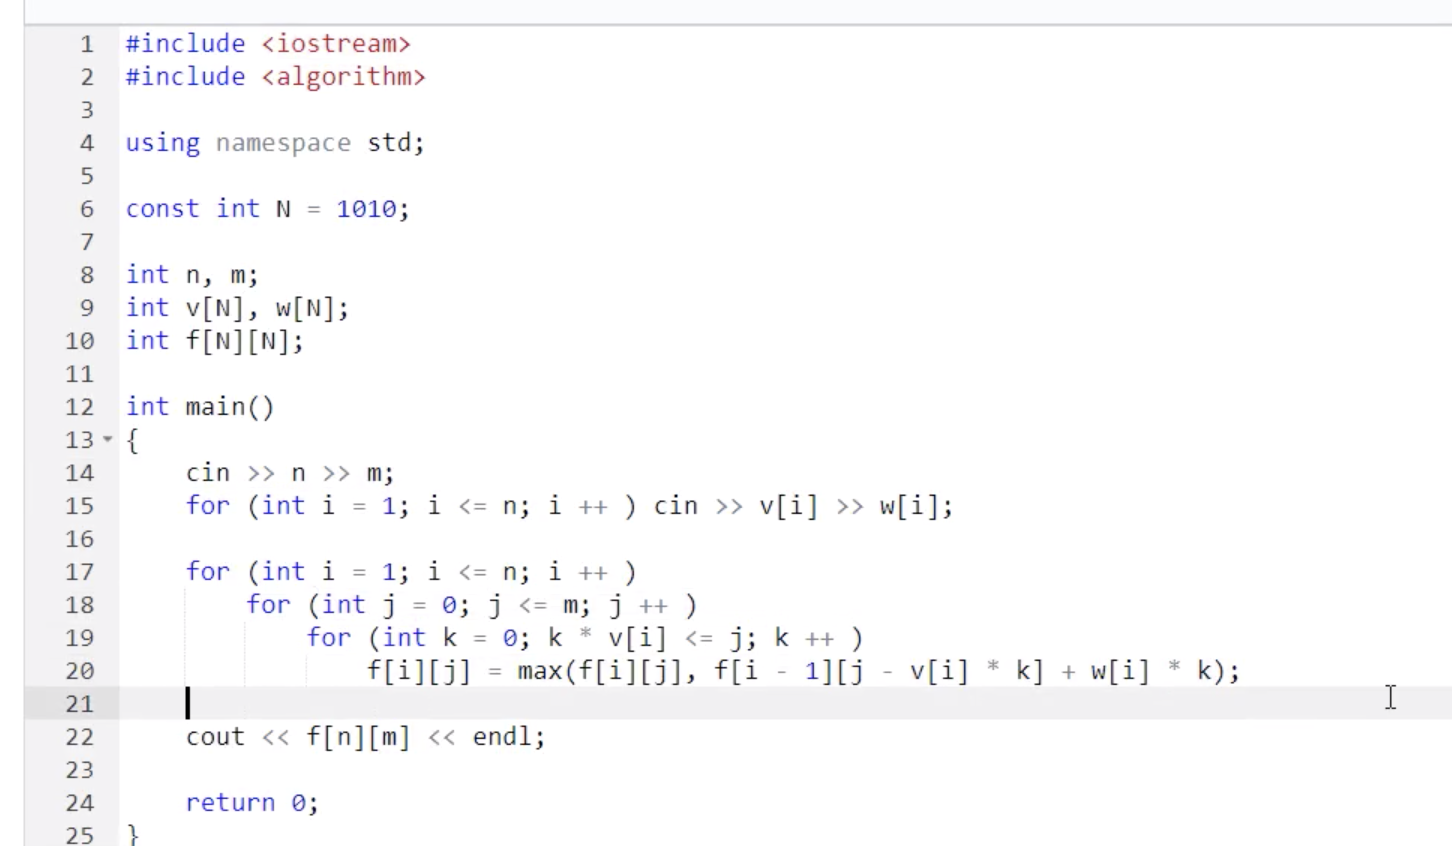 1 #include <iostream>
2 #include <algorithm>
3
4 using namespace std;
5
6 const int N = 1010;
7
8 int n, m;
9 int v[N], w[N];
10 int f[N][N];
11
12 int main()
13 {
14     cin >> n >> m;
15     for (int i = 1; i <= n; i ++ ) cin >> v[i] >> w[i];
16
17     for (int i = 1; i <= n; i ++ )
18         for (int j = 0; j <= m; j ++ )
19             for (int k = 0; k * v[i] <= j; k ++ )
20                 f[i][j] = max(f[i][j], f[i - 1][j - v[i] * k] + w[i] * k);
21
22     cout << f[n][m] << endl;
23
24     return 0;
25 }